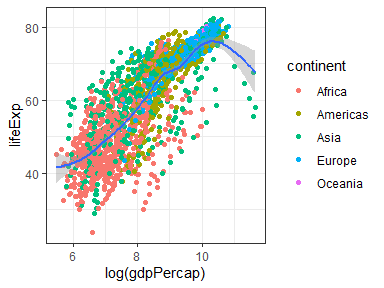 80
60
40
lifeExp
6
8
10
log(gdpPercap)
continent
Africa
Americas
Asia
Europe
Oceania